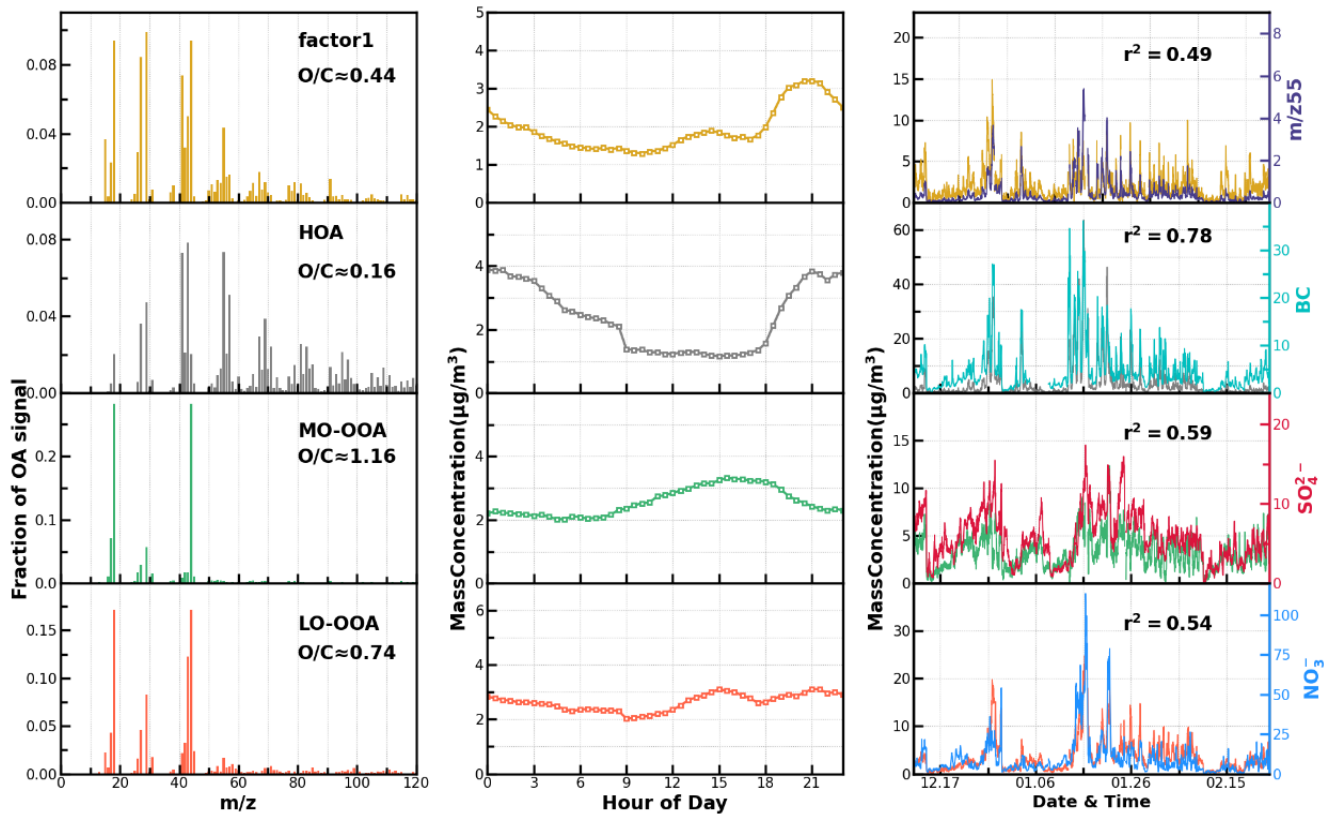 factor1
O/C≈0.44
0.08
0.04
0.00
5
4
3
2
1
0
20
15
10
5
0
r² = 0.49
8
6
4
2
0
m/z55
HOA
O/C≈0.16
0.08
0.04
0.00
4
2
0
60
40
20
0
r² = 0.78
30
20
10
0
BC
Fraction of OA signal
MassConcentration(μg/m³)
MassConcentration(μg/m³)
MO-OOA
O/C≈1.16
0.2
0.1
0.0
6
4
2
0
15
10
5
0
r² = 0.59
20
10
0
SO₄²⁻
LO-OOA
O/C≈0.74
0.15
0.10
0.05
0.00
6
5
3
2
0
30
20
10
0
r² = 0.54
100
75
50
25
0
NO₃⁻
0 20 40 60 80 100 120
m/z
0 3 6 9 12 15 18 21
Hour of Day
12.17 01.06 01.26 02.15
Date & Time